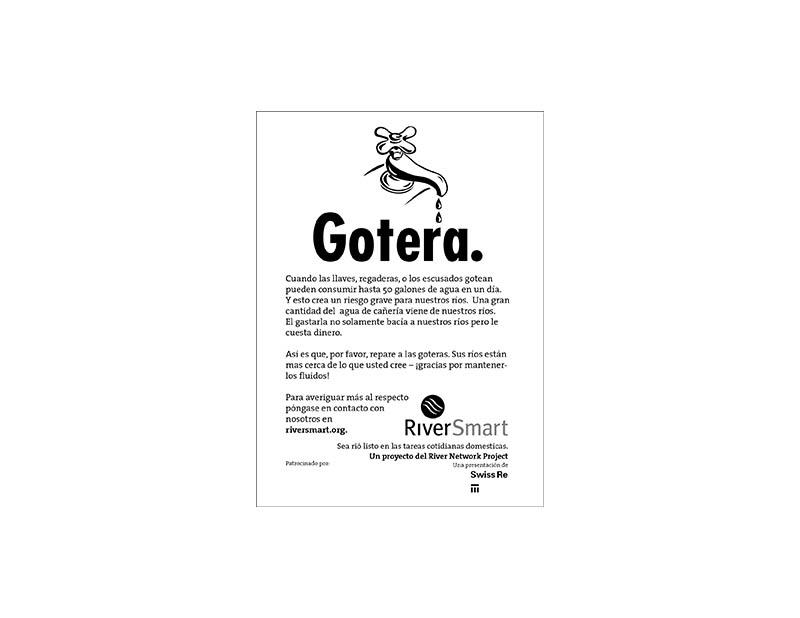 Gotera.
Cuando las llaves, regaderas, o los escusados gotean
pueden consumir hasta 50 galones de agua en un día.
Y esto crea un riesgo grave para nuestros ríos.  Una gran
cantidad del  agua de cañería viene de nuestros ríos.
El gastarla no solamente bacía a nuestros ríos pero le
cuesta dinero.
Así es que, por favor, repare a las goteras. Sus ríos están
mas cerca de lo que usted cree – ¡gracias por mantener-
los fluidos!
Para averiguar más al respecto
póngase en contacto con
nosotros en
riversmart.org.
RiverSmart
Sea rió listo en las tareas cotidianas domesticas.
Un proyecto del River Network Project
Patrocinado por:
Una presentación de
Swiss Re